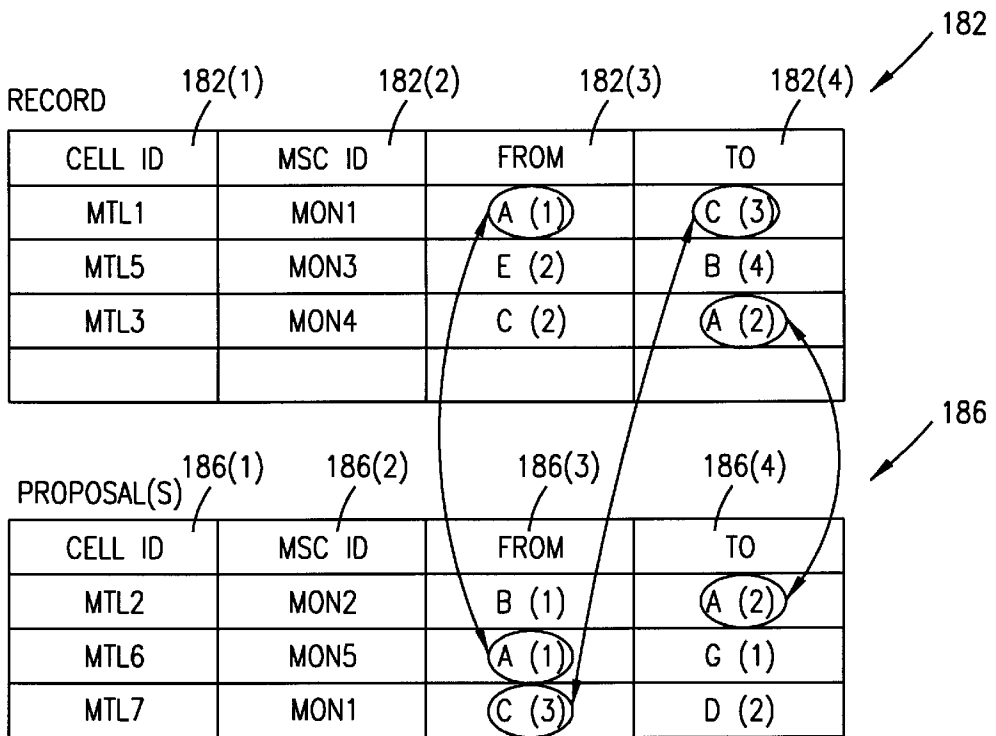 182
182(1) 182(2) 182(3) 182(4)
RECORD
CELL ID MSC ID FROM TO
MTL1 MON1 A (1) C (3)
MTL5 MON3 E (2) B (4)
MTL3 MON4 C (2) A (2)
186
186(1) 186(2) 186(3) 186(4)
PROPOSAL(S)
CELL ID MSC ID FROM TO
MTL2 MON2 B (1) A (2)
MTL6 MON5 A (1) G (1)
MTL7 MON1 C (3) D (2)